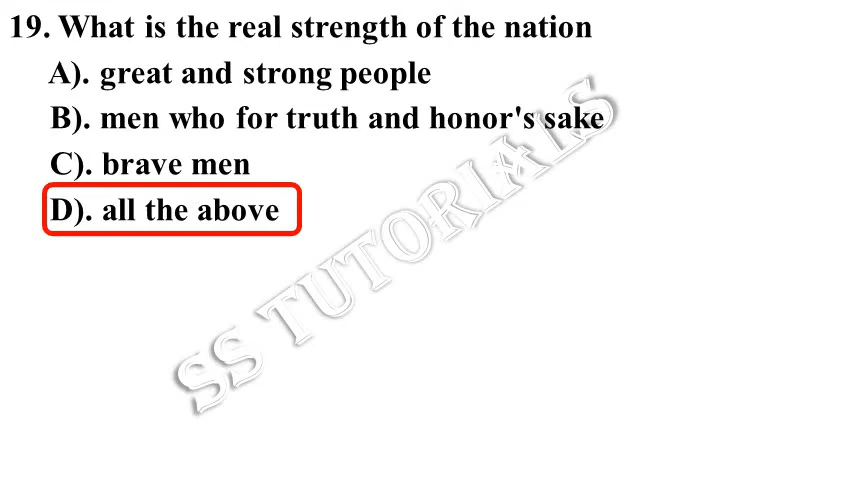 19. What is the real strength of the nation
A). great and strong people
B). men who for truth and honor's sake
C). brave men
D). all the above
SS TUTORIALS